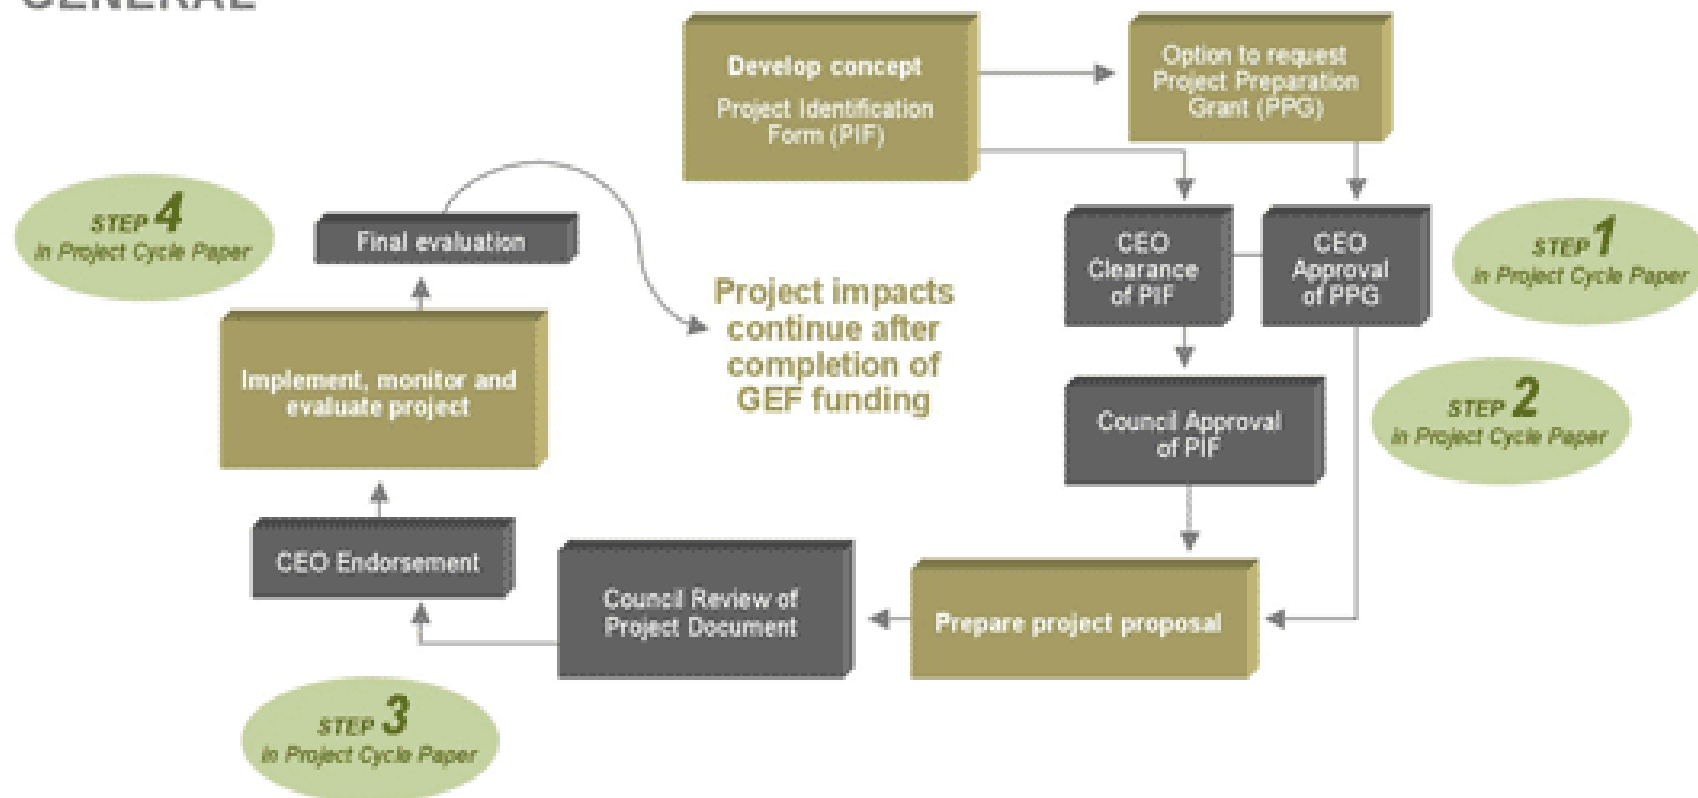 GENERAL
Develop concept
Project Identification
Form (PIF)
Option to request
Project Preparation
Grant (PPG)
STEP 4
in Project Cycle Paper
Final evaluation
CEO
Clearance
of PIF
CEO
Approval
of PPG
STEP 1
in Project Cycle Paper
Project impacts
continue after
completion of
GEF funding
Implement, monitor and
evaluate project
Council Approval
of PIF
STEP 2
in Project Cycle Paper
CEO Endorsement
Council Review of
Project Document
Prepare project proposal
STEP 3
in Project Cycle Paper